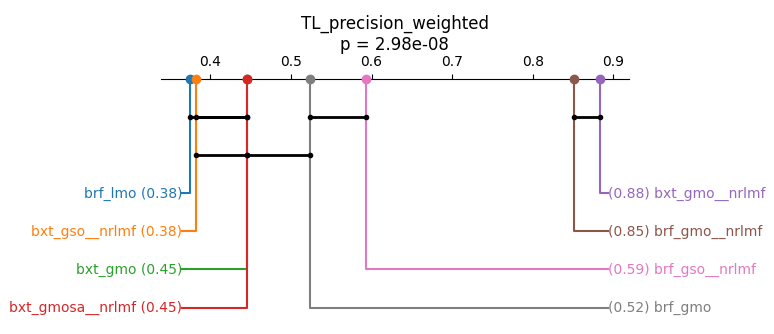 TL_precision_weighted
p = 2.98e-08
0.4 0.5 0.6 0.7 0.8 0.9
brf_lmo (0.38) (0.88) bxt_gmo__nrlmf
bxt_gso__nrlmf (0.38) (0.85) brf_gmo__nrlmf
bxt_gmo (0.45) (0.59) brf_gso__nrlmf
bxt_gmosa__nrlmf (0.45) (0.52) brf_gmo